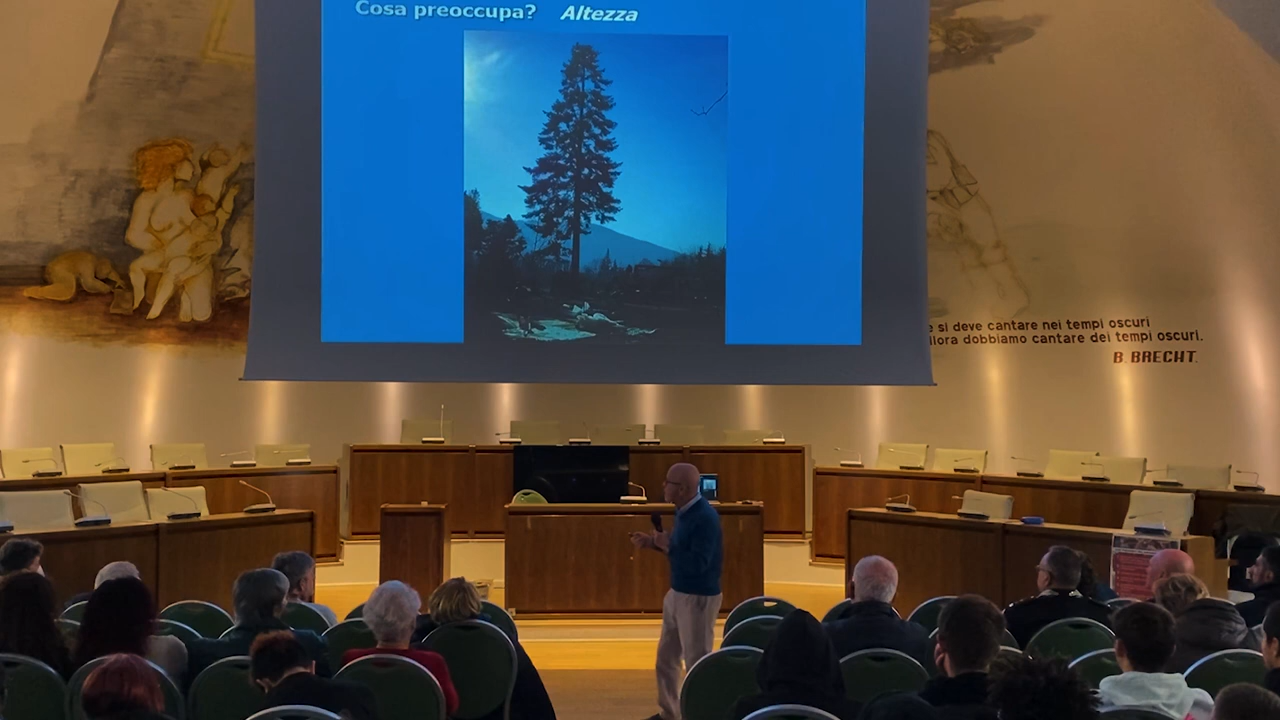 Cosa preoccupa? Altezza
e si deve cantare nei tempi oscuri
llora dobbiamo cantare dei tempi oscuri.
B. BRECHT.